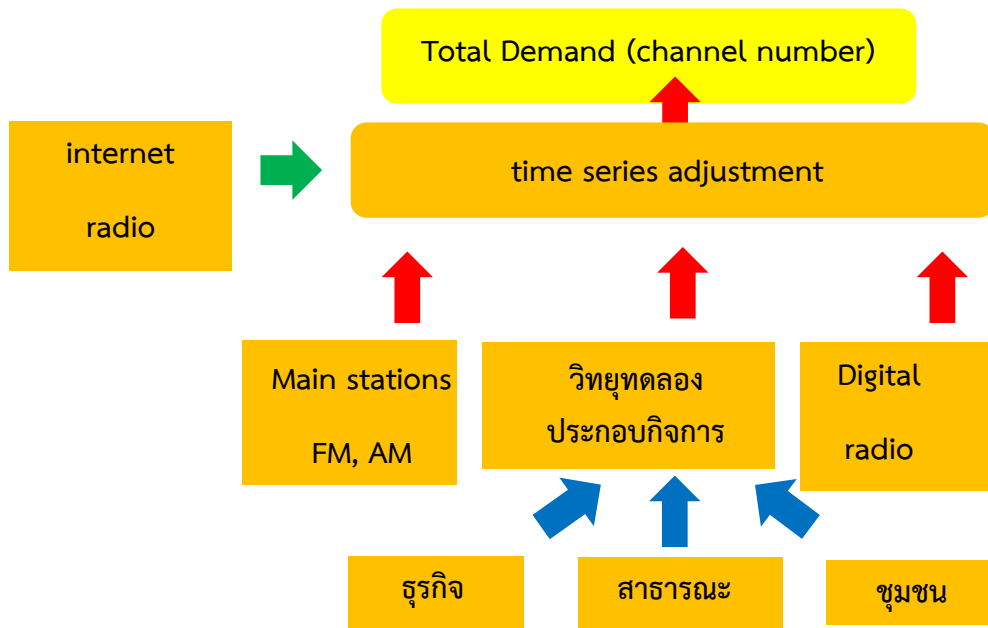 Total Demand (channel number)
internet
radio
time series adjustment
Main stations
FM, AM
วิทยุทดลอง
ประกอบกิจการ
Digital
radio
ธุรกิจ
สาธารณะ
ชุมชน